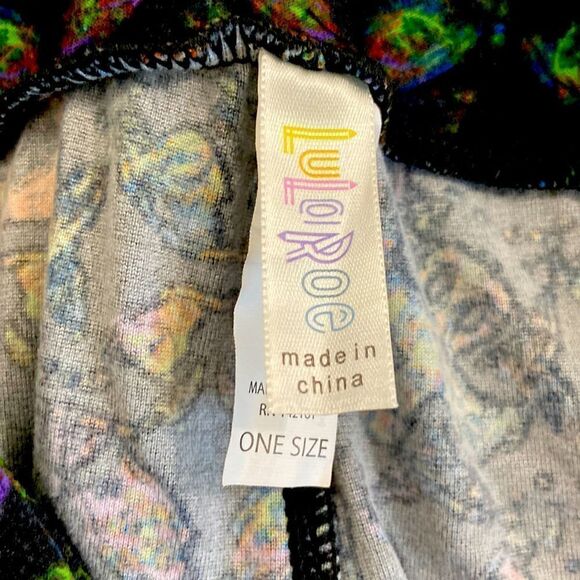 LuLaRoe
made in
china
ONE SIZE